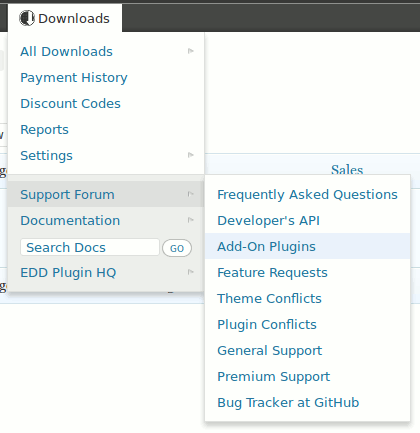 Downloads
All Downloads
Payment History
Discount Codes
Reports
Settings
Sales
Support Forum
Documentation
Search Docs GO
EDD Plugin HQ
Frequently Asked Questions
Developer's API
Add-On Plugins
Feature Requests
Theme Conflicts
Plugin Conflicts
General Support
Premium Support
Bug Tracker at GitHub